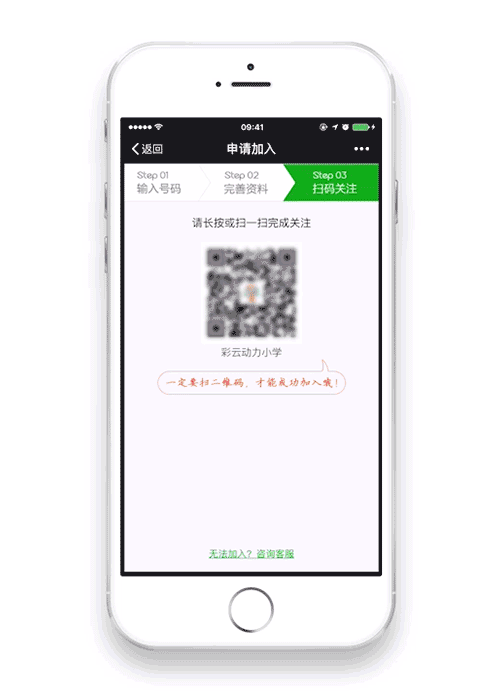 09:41
返回
申请加入
Step 01
输入号码
Step 02
完善资料
Step 03
扫码关注
请长按或扫一扫完成关注
彩云动力小学
一定要扫二维码，才能成功加入哦！
无法加入？咨询客服